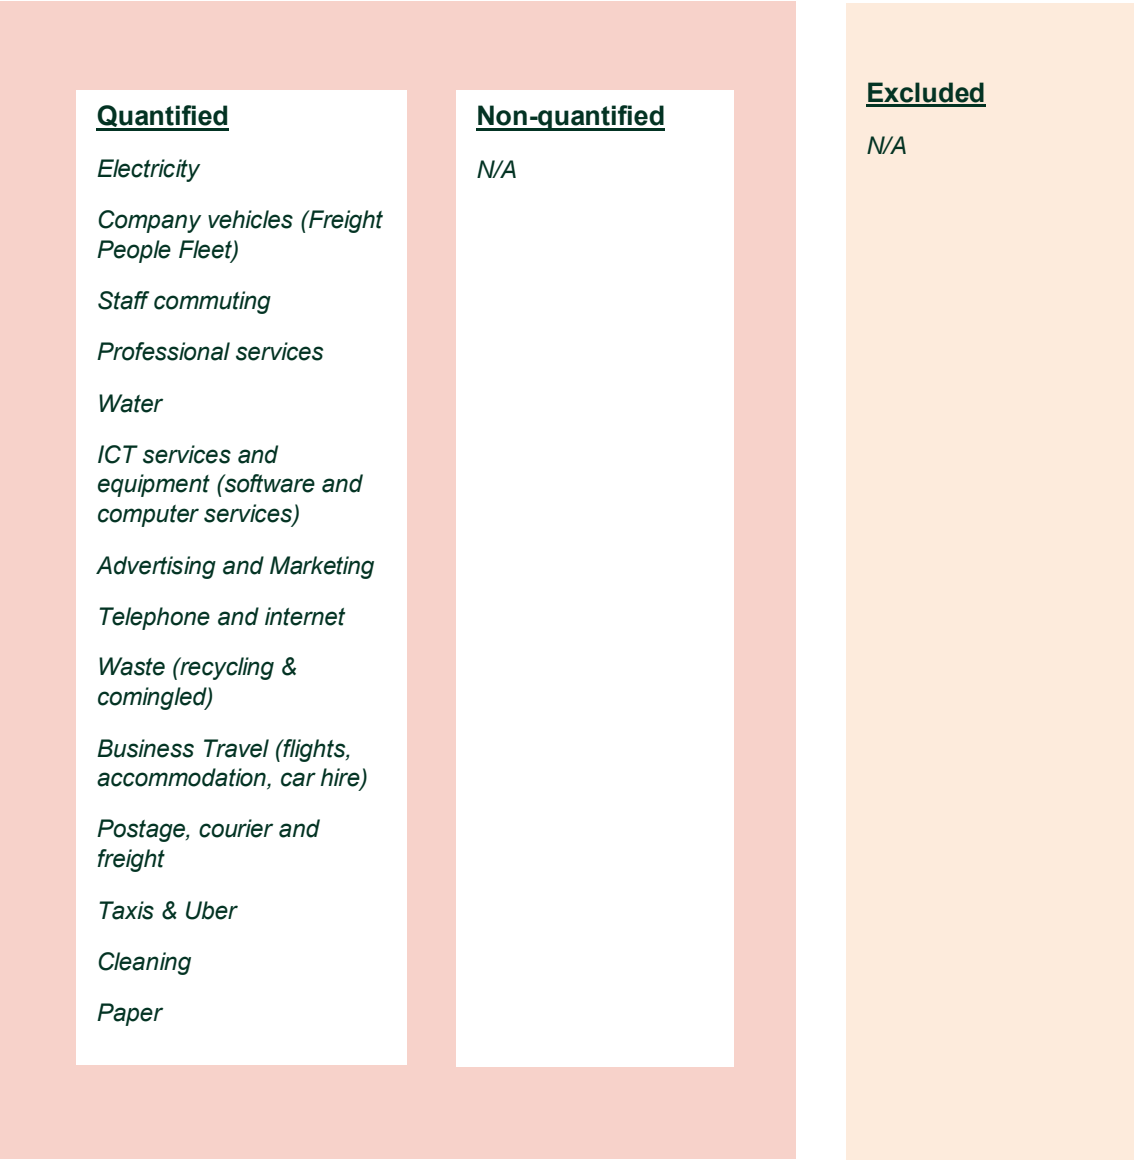 Quantified
Electricity
Company vehicles (Freight
People Fleet)
Staff commuting
Professional services
Water
ICT services and
equipment (software and
computer services)
Advertising and Marketing
Telephone and internet
Waste (recycling &
comingled)
Business Travel (flights,
accommodation, car hire)
Postage, courier and
freight
Taxis & Uber
Cleaning
Paper
Non-quantified
N/A
Excluded
N/A